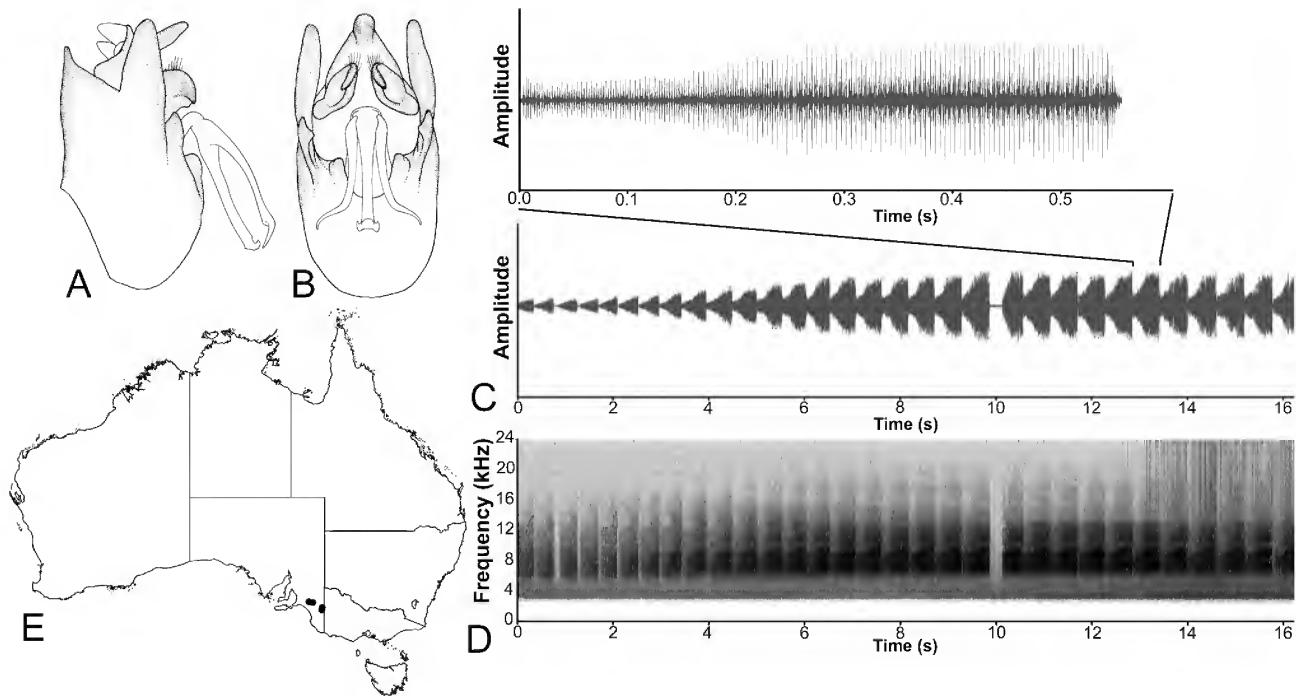 A
B
Amplitude
0.0 0.1 0.2 0.3 0.4 0.5
Time (s)
Amplitude
C
0 2 4 6 8 10 12 14 16
Time (s)
E
Frequency (kHz)
24
20
16
12
8
4
0
D
0 2 4 6 8 10 12 14 16
Time (s)